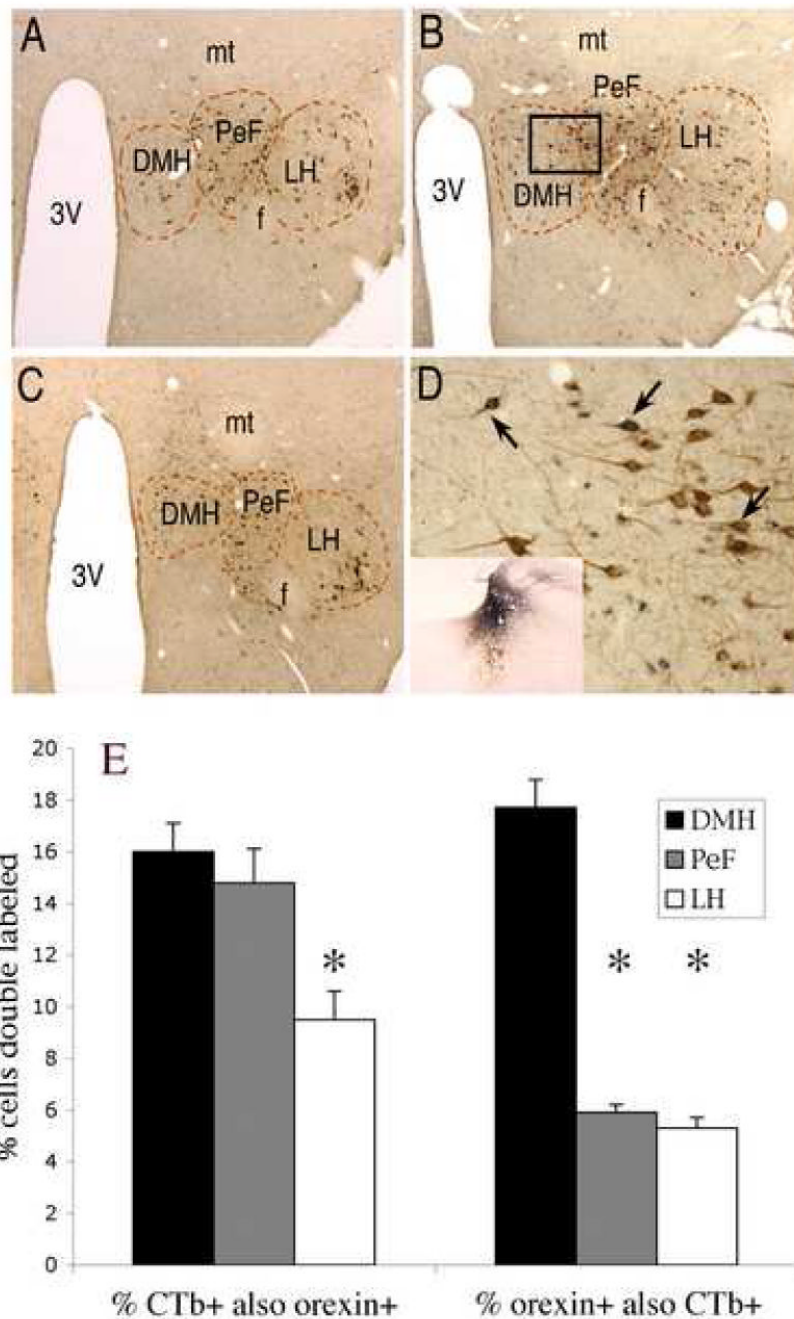 A
mt
PeF
DMH
LH
3V
f
B
mt
PeF
LH
3V
DMH
f
C
mt
DMH
PeF
LH
3V
f
D
E
% cells double labeled
20
18
16
14
12
10
8
6
4
2
0
*
* *
DMH
PeF
LH
% CTb+ also orexin+
% orexin+ also CTb+